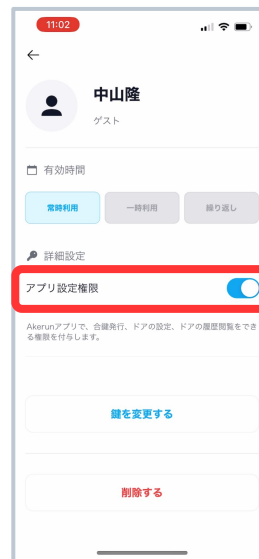 11:02
中山隆
ゲスト
有効時間
常時利用
一時利用
繰り返し
詳細設定
アプリ設定権限
Akerunアプリで、合鍵発行、ドアの設定、ドアの履歴閲覧をでき
る権限を付与します。
鍵を変更する
削除する